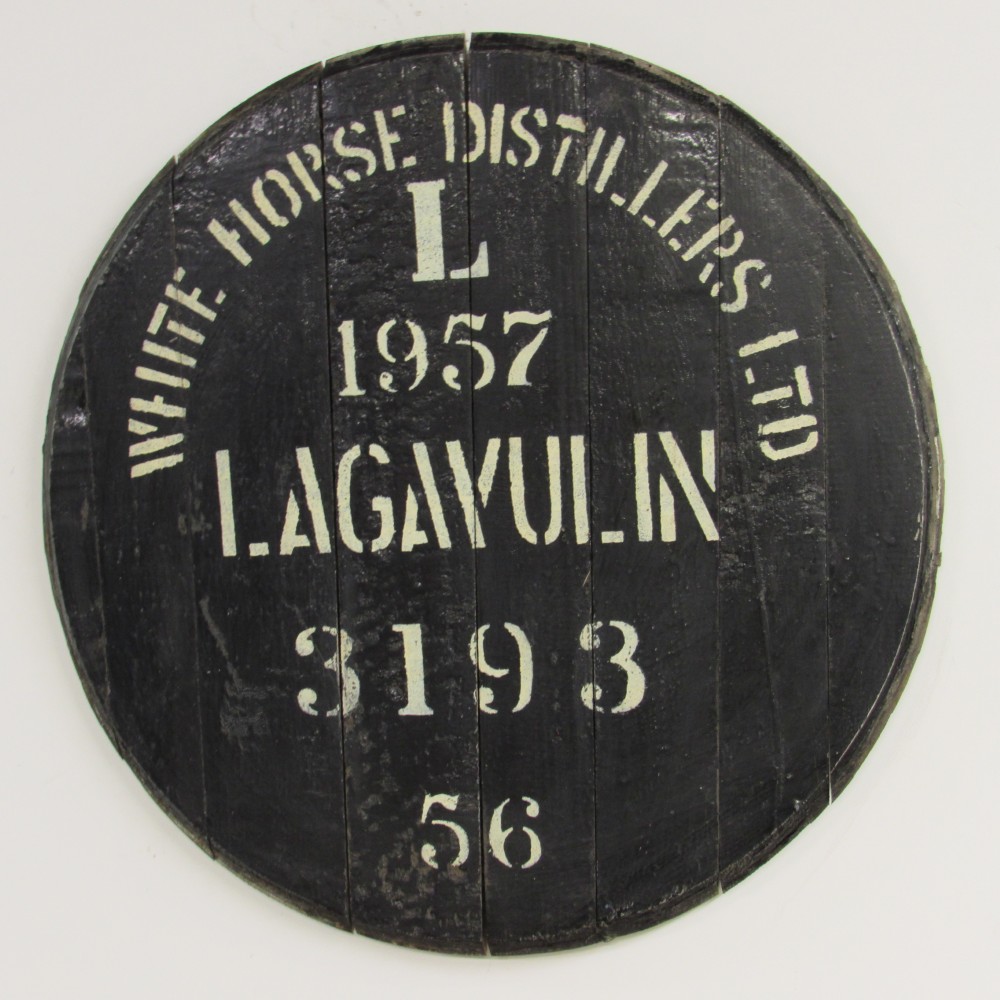 WHITE HORSE DISTILLERS LTD
L
1957
LAGAVULIN
3193
56